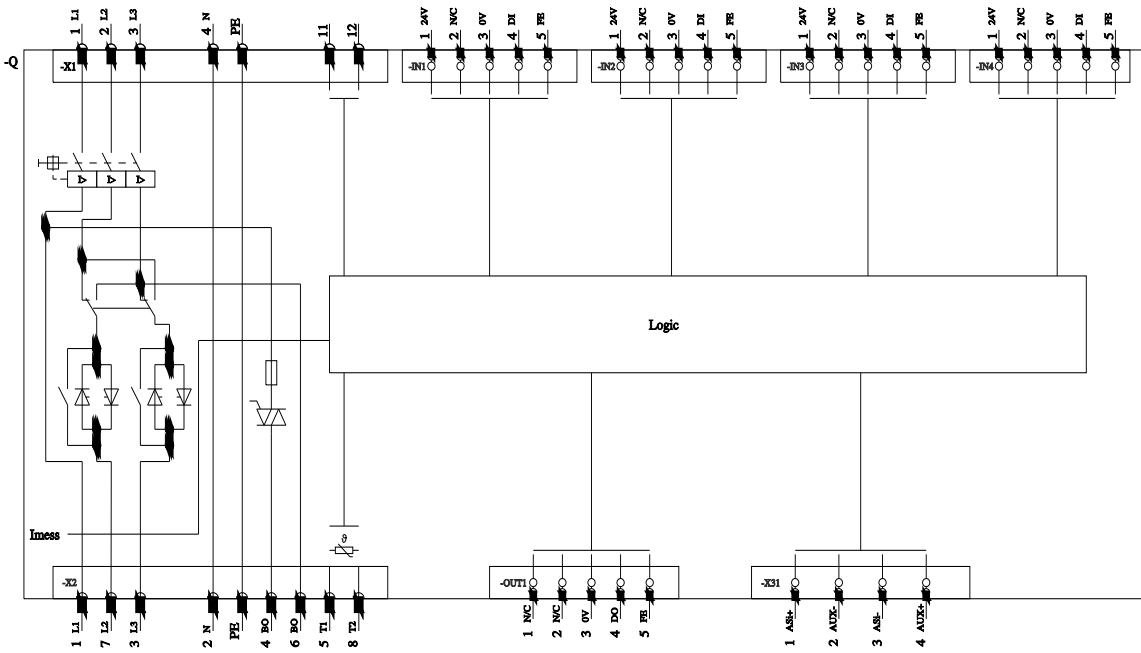 1 L1
2 L2
3 L3
4 N
PE
11
12
1 24V
2 N/C
3 0V
4 DI
5 FE
1 24V
2 N/C
3 0V
4 DI
5 FE
1 24V
2 N/C
3 0V
4 DI
5 FE
1 24V
2 N/C
3 0V
4 DI
5 FE
-Q
-X1
-IN1
-IN2
-IN3
-IN4
Logic
Imess
ϑ
-X2
-OUT1
-X31
1 L1
7 L2
3 L3
2 N
PE
4 BO
6 BO
5 T1
8 T2
1 N/C
2 N/C
3 0V
4 DO
5 FE
1 ASi+
2 AUX-
3 ASi-
4 AUX+